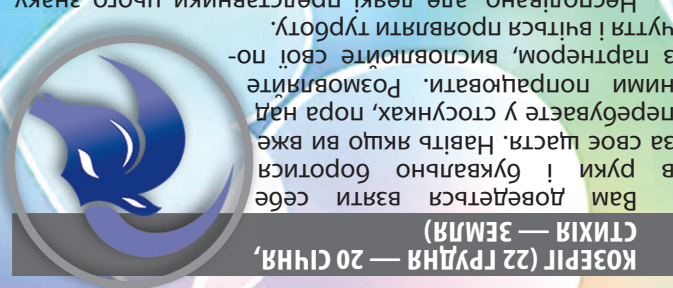 КОЗЕРІГ (22 ГРУДНЯ — 20 СІЧНЯ,
СТИХІЯ — ЗЕМЛЯ)
Вам доведеться взяти себе
в руки і буквально боротися
за своє щастя. Навіть якщо ви вже
перебуваєте у стосунках, пора над
ними попрацювати. Розмовляйте
з партнером, висловлюйте свої по-
чуття і вчіться проявляти турботу.
Несподівано, але деякі представники цього знаку